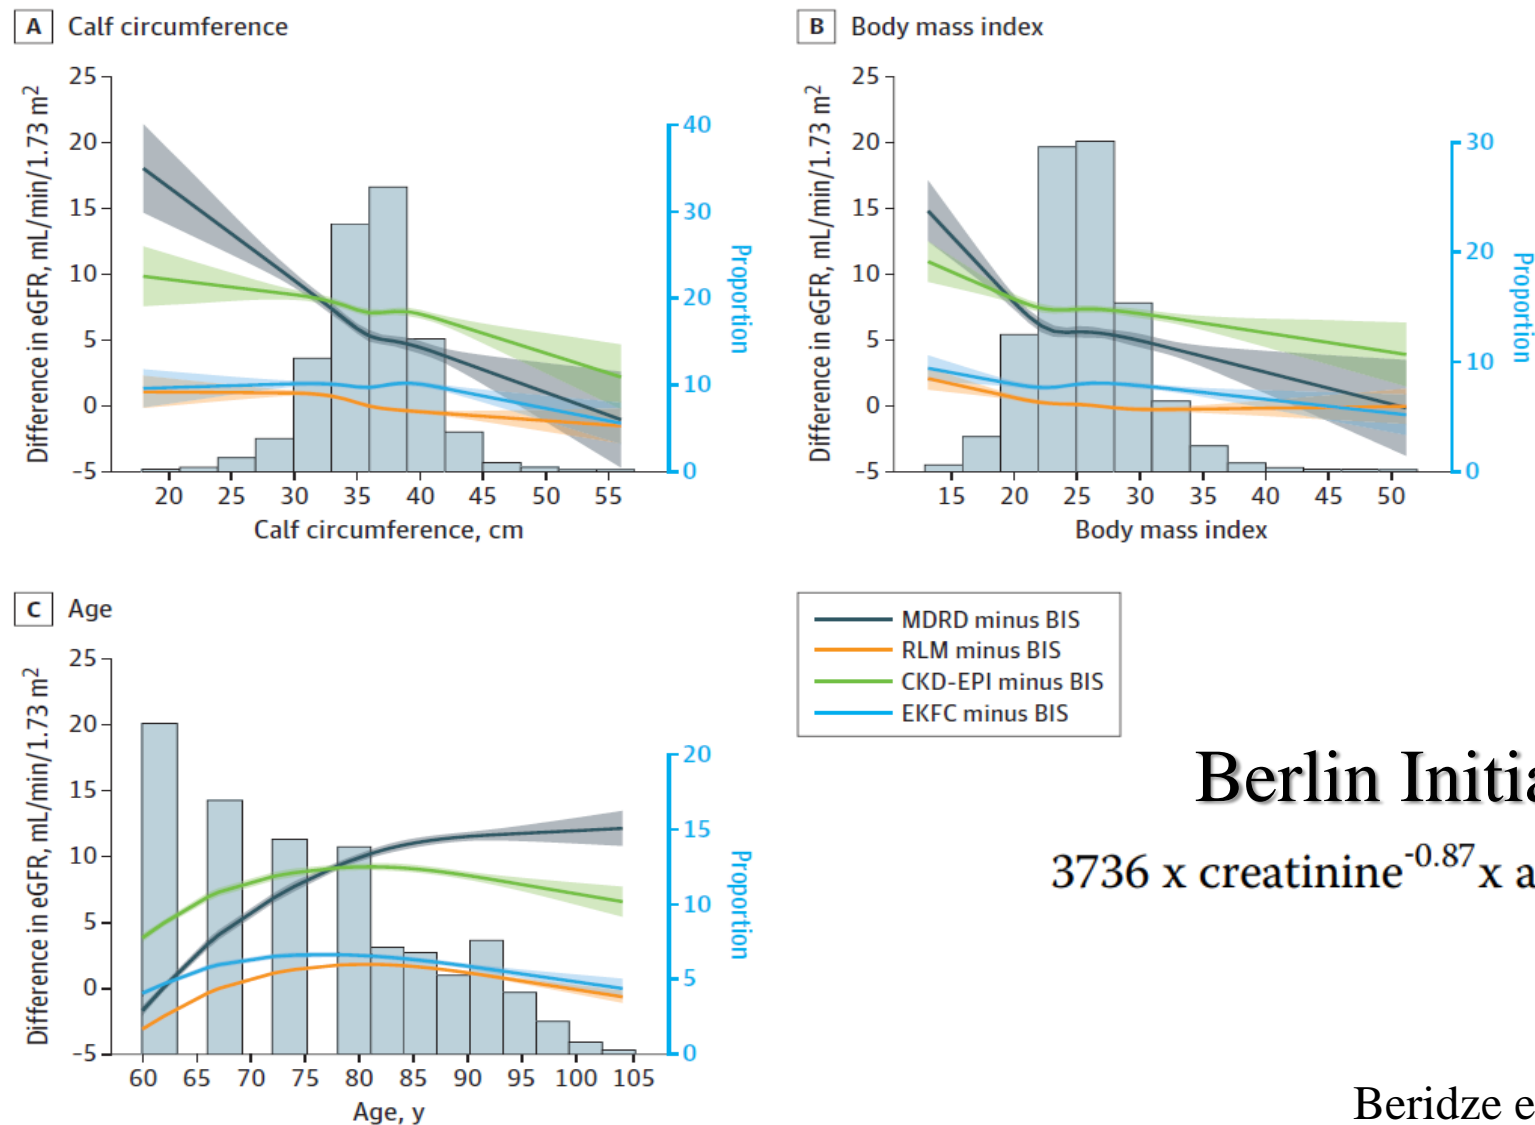 A Calf circumference
Difference in eGFR, mL/min/1.73 m²
25
20
15
10
5
0
−5
20 25 30 35 40 45 50 55
Calf circumference, cm
40
30
20
10
0
Proportion
B Body mass index
Difference in eGFR, mL/min/1.73 m²
25
20
15
10
5
0
−5
15 20 25 30 35 40 45 50
Body mass index
30
20
10
0
Proportion
C Age
Difference in eGFR, mL/min/1.73 m²
25
20
15
10
5
0
−5
60 65 70 75 80 85 90 95 100 105
Age, y
20
15
10
5
0
Proportion
MDRD minus BIS
RLM minus BIS
CKD-EPI minus BIS
EKFC minus BIS
Berlin Initia
3736 x creatinine⁻⁰·⁸⁷ x a
Beridze e